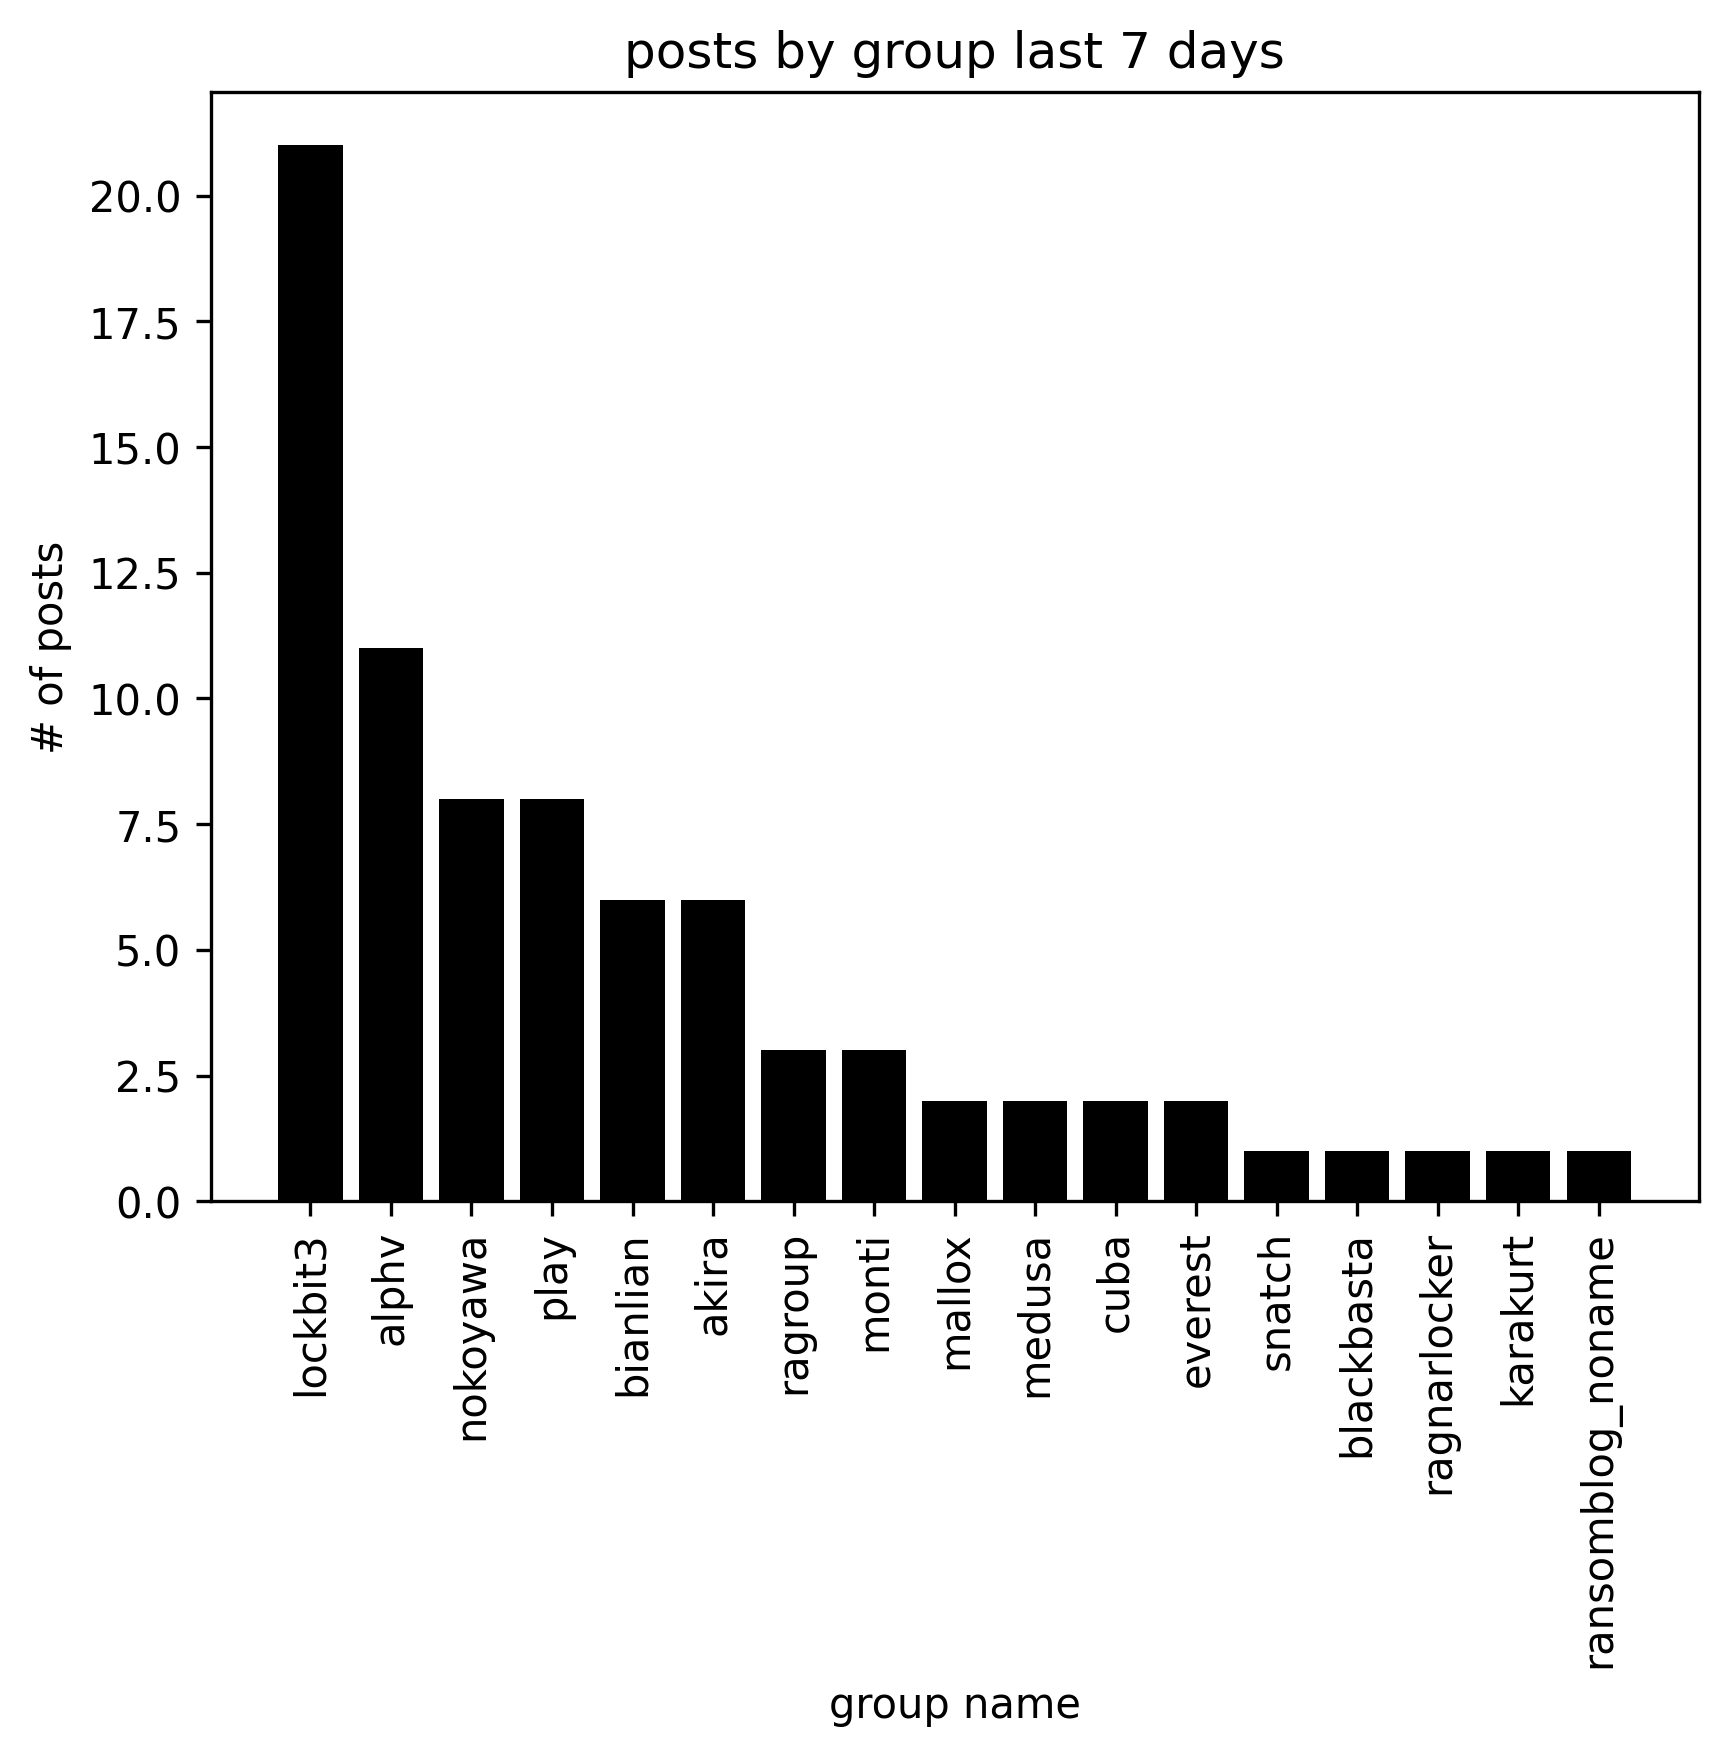 posts by group last 7 days
# of posts
20.0
17.5
15.0
12.5
10.0
7.5
5.0
2.5
0.0
lockbit3
alphv
nokoyawa
play
bianlian
akira
ragroup
monti
mallox
medusa
cuba
everest
snatch
blackbasta
ragnarlocker
karakurt
ransomblog_noname
group name